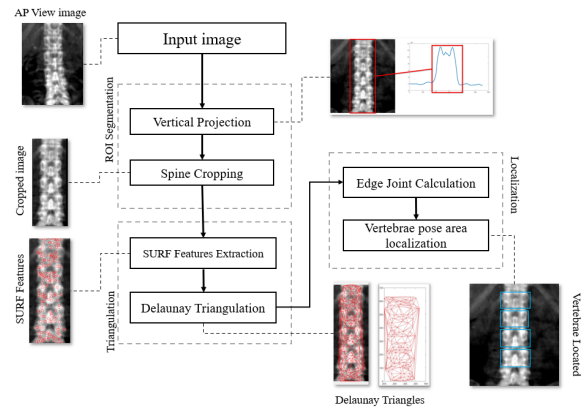 AP View image
Input image
ROI Segmentation
Vertical Projection
Spine Cropping
Cropped image
Localization
Edge Joint Calculation
Vertebrae pose area
localization
SURF Features
Triangulation
SURF Features Extraction
Delaunay Triangulation
Vertebrae Located
Delaunay Triangles